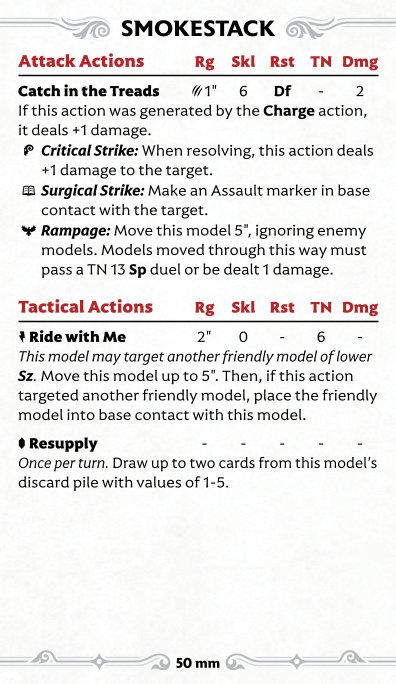 SMOKESTACK
Attack Actions Rg Skl Rst TN Dmg
Catch in the Treads 1" 6 Df - 2
If this action was generated by the Charge action,
it deals +1 damage.
Critical Strike: When resolving, this action deals
+1 damage to the target.
Surgical Strike: Make an Assault marker in base
contact with the target.
Rampage: Move this model 5", ignoring enemy
models. Models moved through this way must
pass a TN 13 Sp duel or be dealt 1 damage.
Tactical Actions Rg Skl Rst TN Dmg
Ride with Me 2" 0 - 6 -
This model may target another friendly model of lower
Sz. Move this model up to 5". Then, if this action
targeted another friendly model, place the friendly
model into base contact with this model.
Resupply - - - - -
Once per turn. Draw up to two cards from this model's
discard pile with values of 1-5.
50 mm